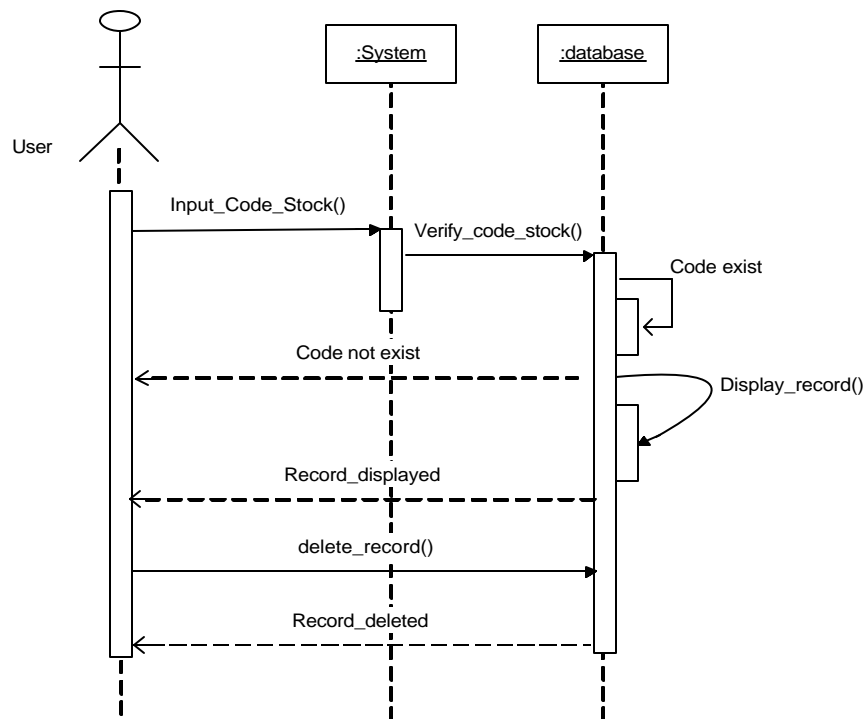 :System
:database
User
Input_Code_Stock()
Verify_code_stock()
Code exist
Code not exist
Display_record()
Record_displayed
delete_record()
Record_deleted